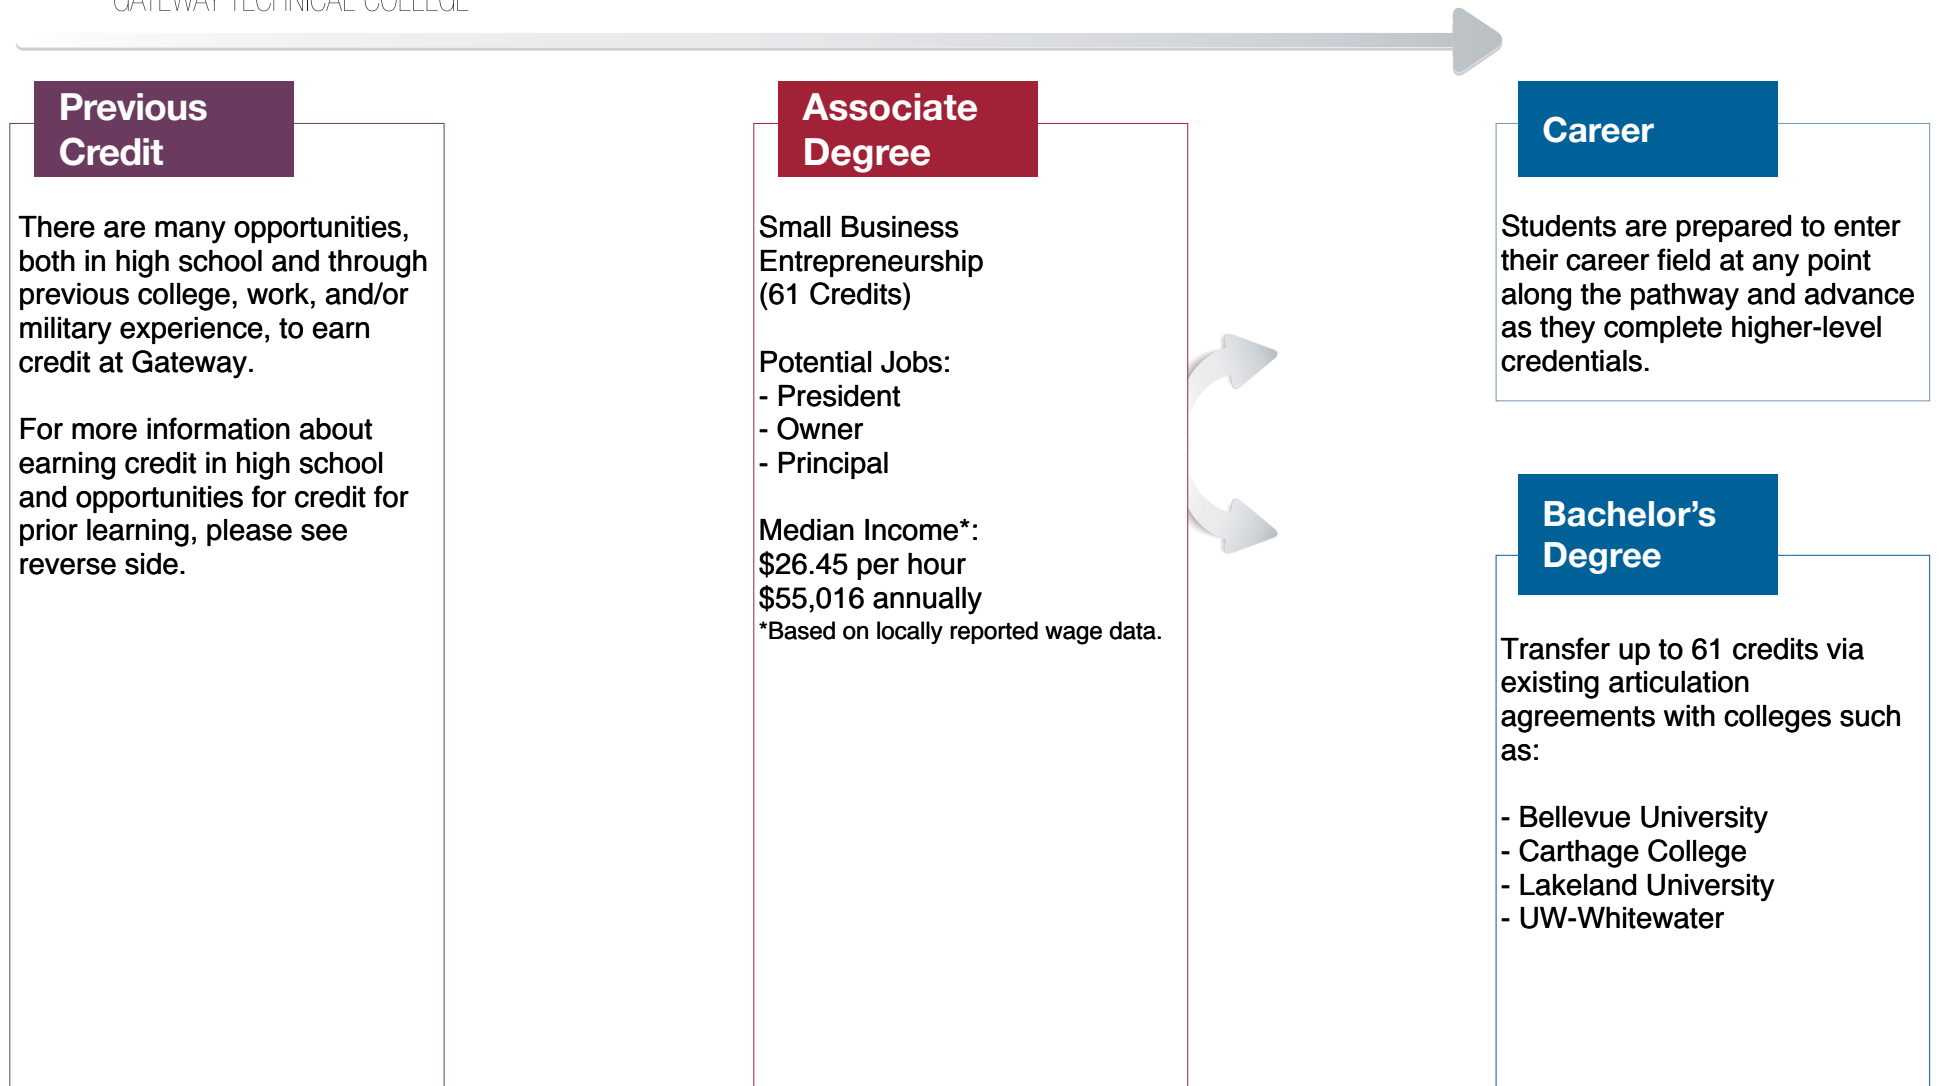 GATEWAY TECHNICAL COLLEGE
Previous
Credit
There are many opportunities,
both in high school and through
previous college, work, and/or
military experience, to earn
credit at Gateway.
For more information about
earning credit in high school
and opportunities for credit for
prior learning, please see
reverse side.
Associate
Degree
Small Business
Entrepreneurship
(61 Credits)
Potential Jobs:
- President
- Owner
- Principal
Median Income*:
$26.45 per hour
$55,016 annually
*Based on locally reported wage data.
Career
Students are prepared to enter
their career field at any point
along the pathway and advance
as they complete higher-level
credentials.
Bachelor’s
Degree
Transfer up to 61 credits via
existing articulation
agreements with colleges such
as:
- Bellevue University
- Carthage College
- Lakeland University
- UW-Whitewater